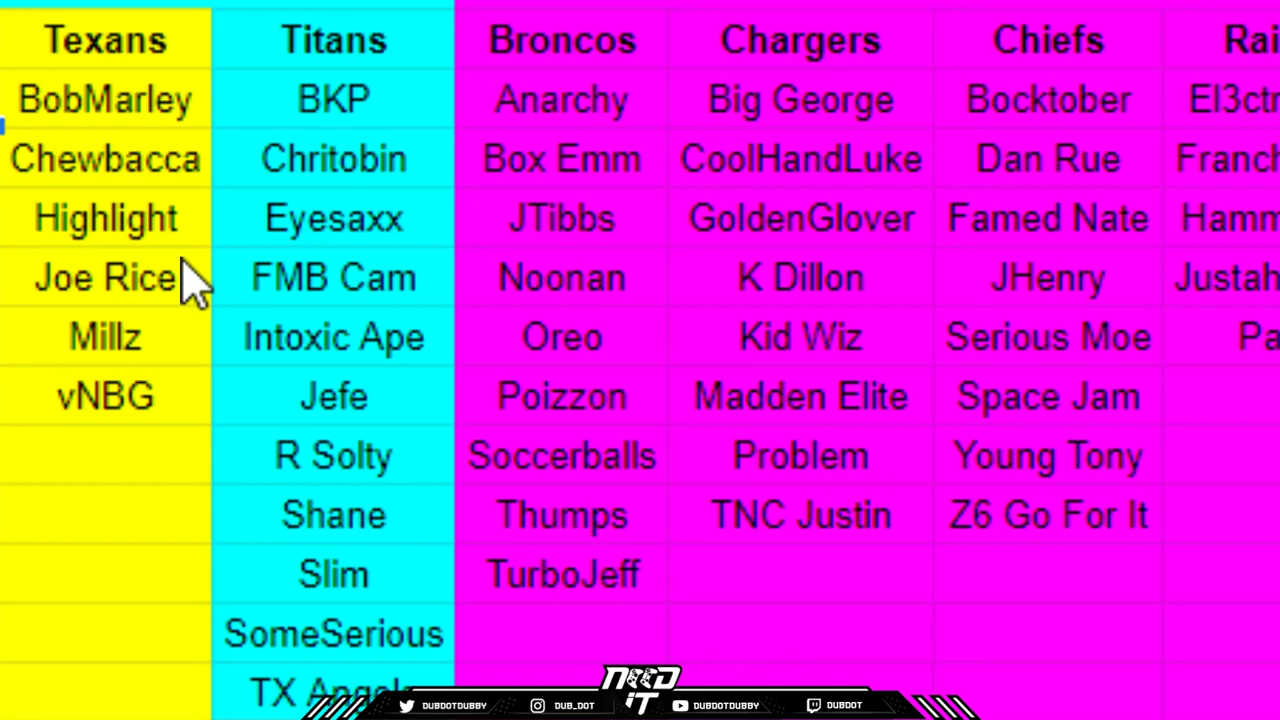 Texans Titans Broncos Chargers Chiefs
BobMarley BKP Anarchy Big George Bocktober
Chewbacca Chritobin Box Emm CoolHandLuke Dan Rue
Highlight Eyesaxx JTibbs GoldenGlover Famed Nate
Joe Rice FMB Cam Noonan K Dillon JHenry
Millz Intoxic Ape Oreo Kid Wiz Serious Moe
vNBG Jefe Poizzon Madden Elite Space Jam
R Solty Soccerballs Problem Young Tony
Shane Thumps TNC Justin Z6 Go For It
Slim TurboJeff
SomeSerious
TX
NEED
iT
DUBDOTDUBBY DUB_DOT DUBDOTDUBBY DUBDOT